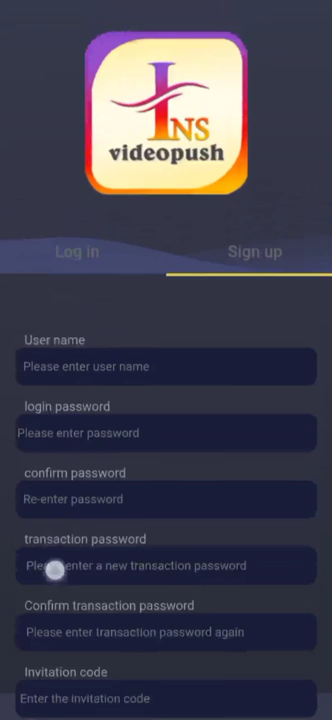 INS
videopush
Log in
Sign up
User name
Please enter user name
login password
Please enter password
confirm password
Re-enter password
transaction password
Please enter a new transaction password
Confirm transaction password
Please enter transaction password again
Invitation code
Enter the invitation code